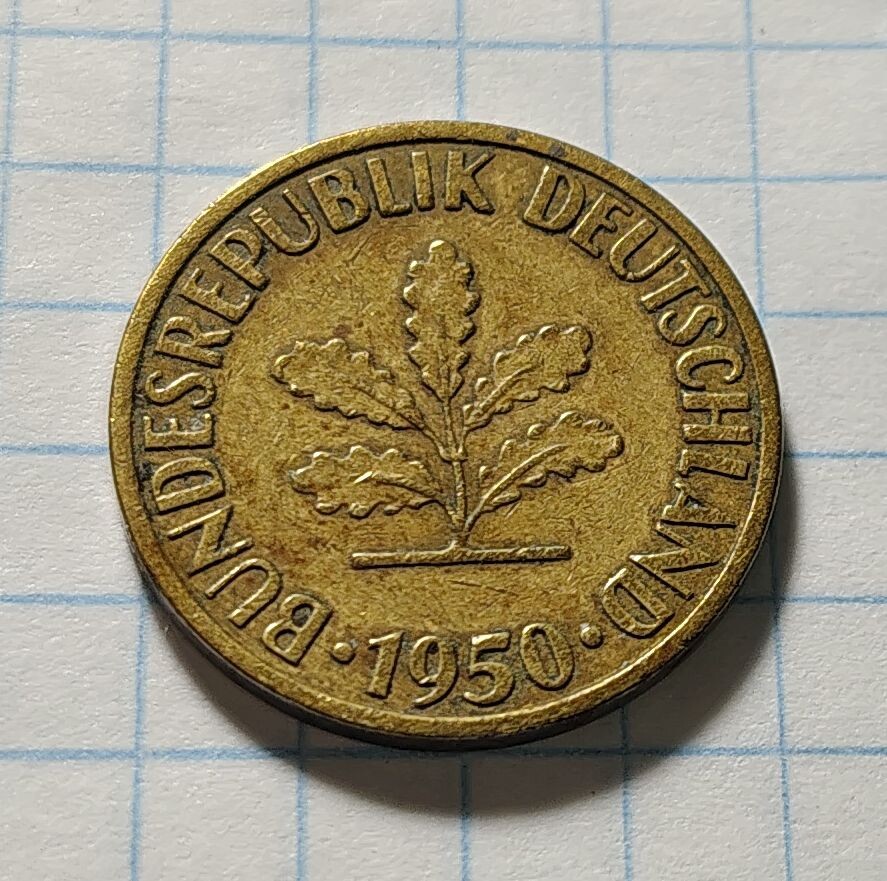 BUNDESREPUBLIK DEUTSCHLAND
· 1950 ·